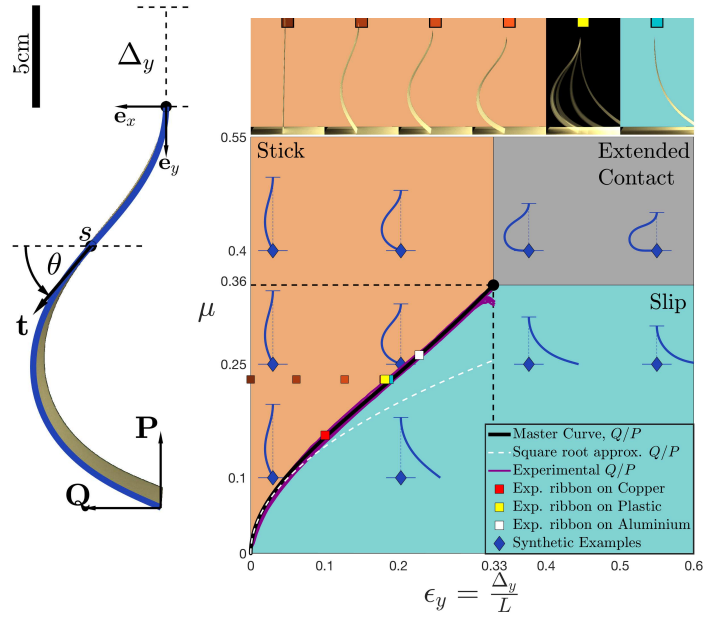 5cm
Δ_y
e_x
e_y
s
θ
t
P
Q
Stick
Extended
Contact
Slip
μ
0.55
0.4
0.36
0.25
0.1
0
Master Curve, Q/P
Square root approx. Q/P
Experimental Q/P
Exp. ribbon on Copper
Exp. ribbon on Plastic
Exp. ribbon on Aluminium
Synthetic Examples
0 0.1 0.2 0.33 0.4 0.5 0.6
ϵ_y = Δ_y/L